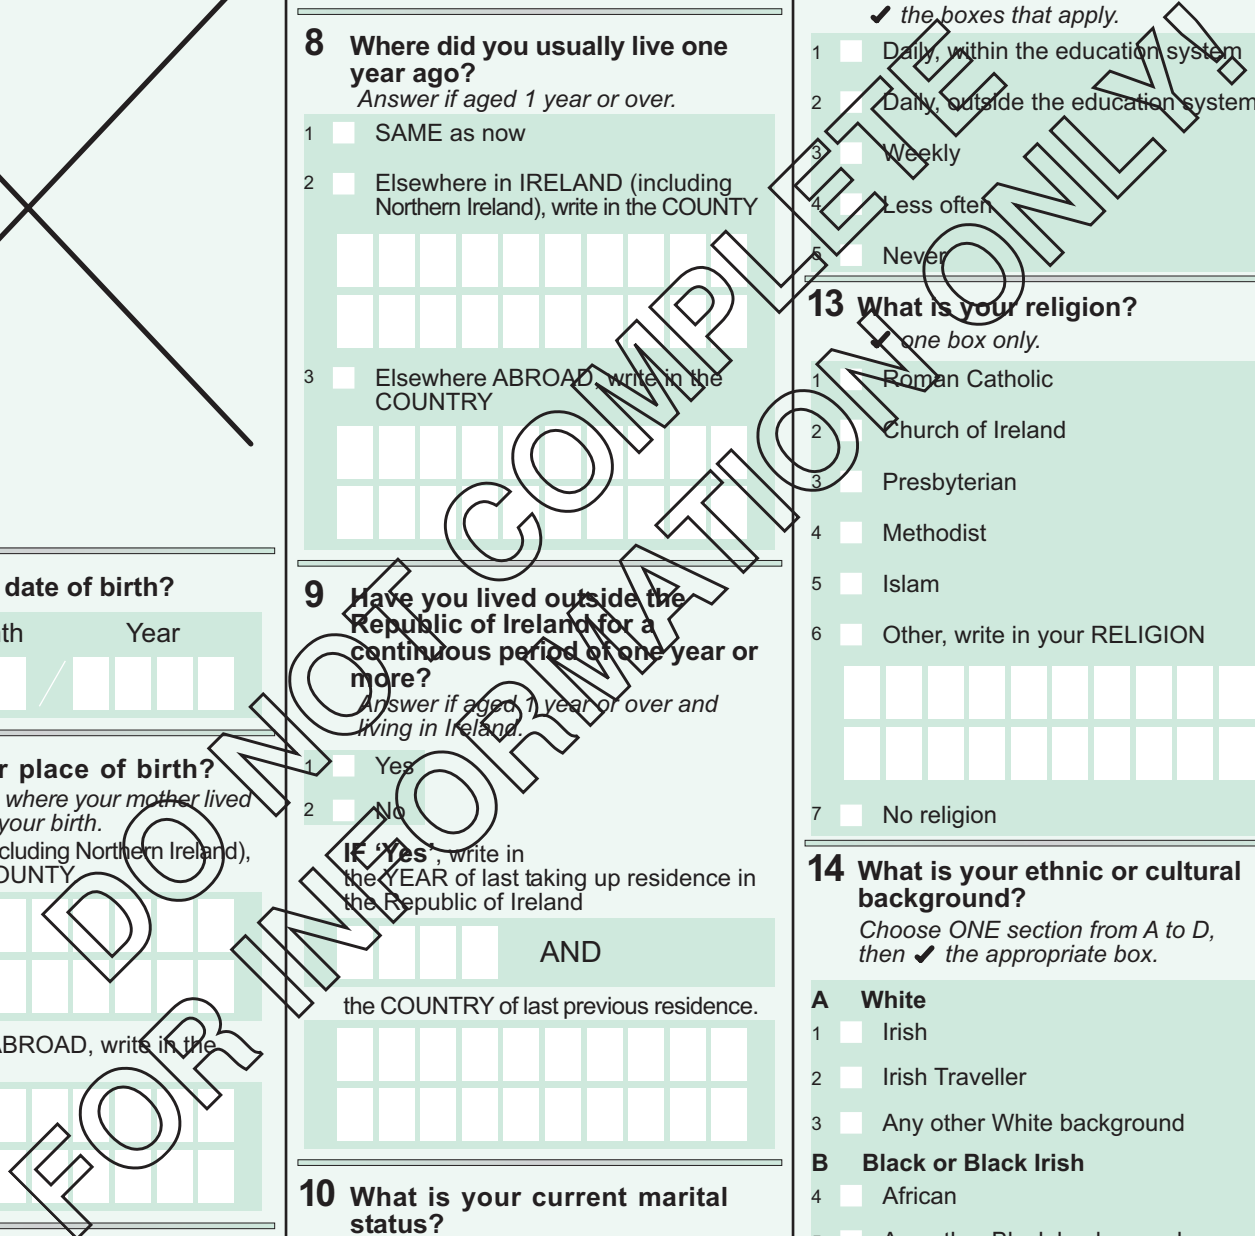 date of birth?
th Year
r place of birth?
where your mother lived
your birth.
cluding Northern Ireland),
OUNTY
ABROAD, write in the
8 Where did you usually live one
year ago?
Answer if aged 1 year or over.
1 SAME as now
2 Elsewhere in IRELAND (including
Northern Ireland), write in the COUNTY
3 Elsewhere ABROAD, write in the
COUNTRY
9 Have you lived outside the
Republic of Ireland for a
continuous period of one year or
more?
Answer if aged 1 year or over and
living in Ireland.
1 Yes
2 No
IF ‘Yes’, write in
the YEAR of last taking up residence in
the Republic of Ireland
AND
the COUNTRY of last previous residence.
10 What is your current marital
status?
✔ the boxes that apply.
1 Daily, within the education system
2 Daily, outside the education system
3 Weekly
4 Less often
5 Never
13 What is your religion?
✔ one box only.
1 Roman Catholic
2 Church of Ireland
3 Presbyterian
4 Methodist
5 Islam
6 Other, write in your RELIGION
7 No religion
14 What is your ethnic or cultural
background?
Choose ONE section from A to D,
then ✔ the appropriate box.
A White
1 Irish
2 Irish Traveller
3 Any other White background
B Black or Black Irish
4 African
DO NOT COMPLETE
FOR INFORMATION ONLY!